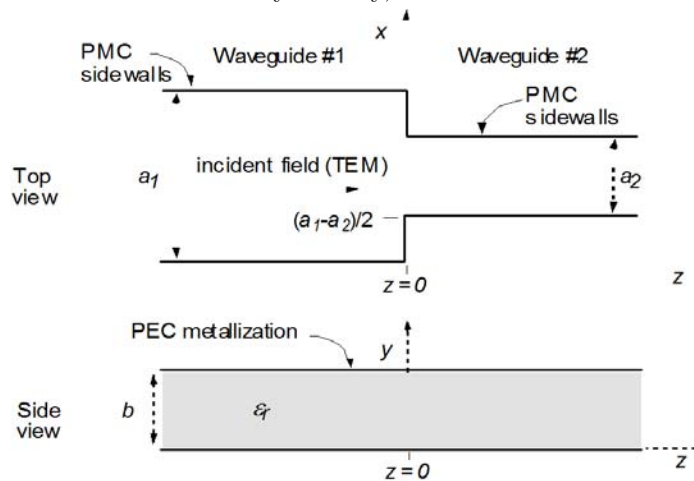 x
PMC
sidewalls
Waveguide #1
Waveguide #2
PMC
sidewalls
Top
view
a1
incident field (TEM)
a2
(a1-a2)/2
z = 0
z
PEC metallization
y
Side
view
b
εr
z
z = 0